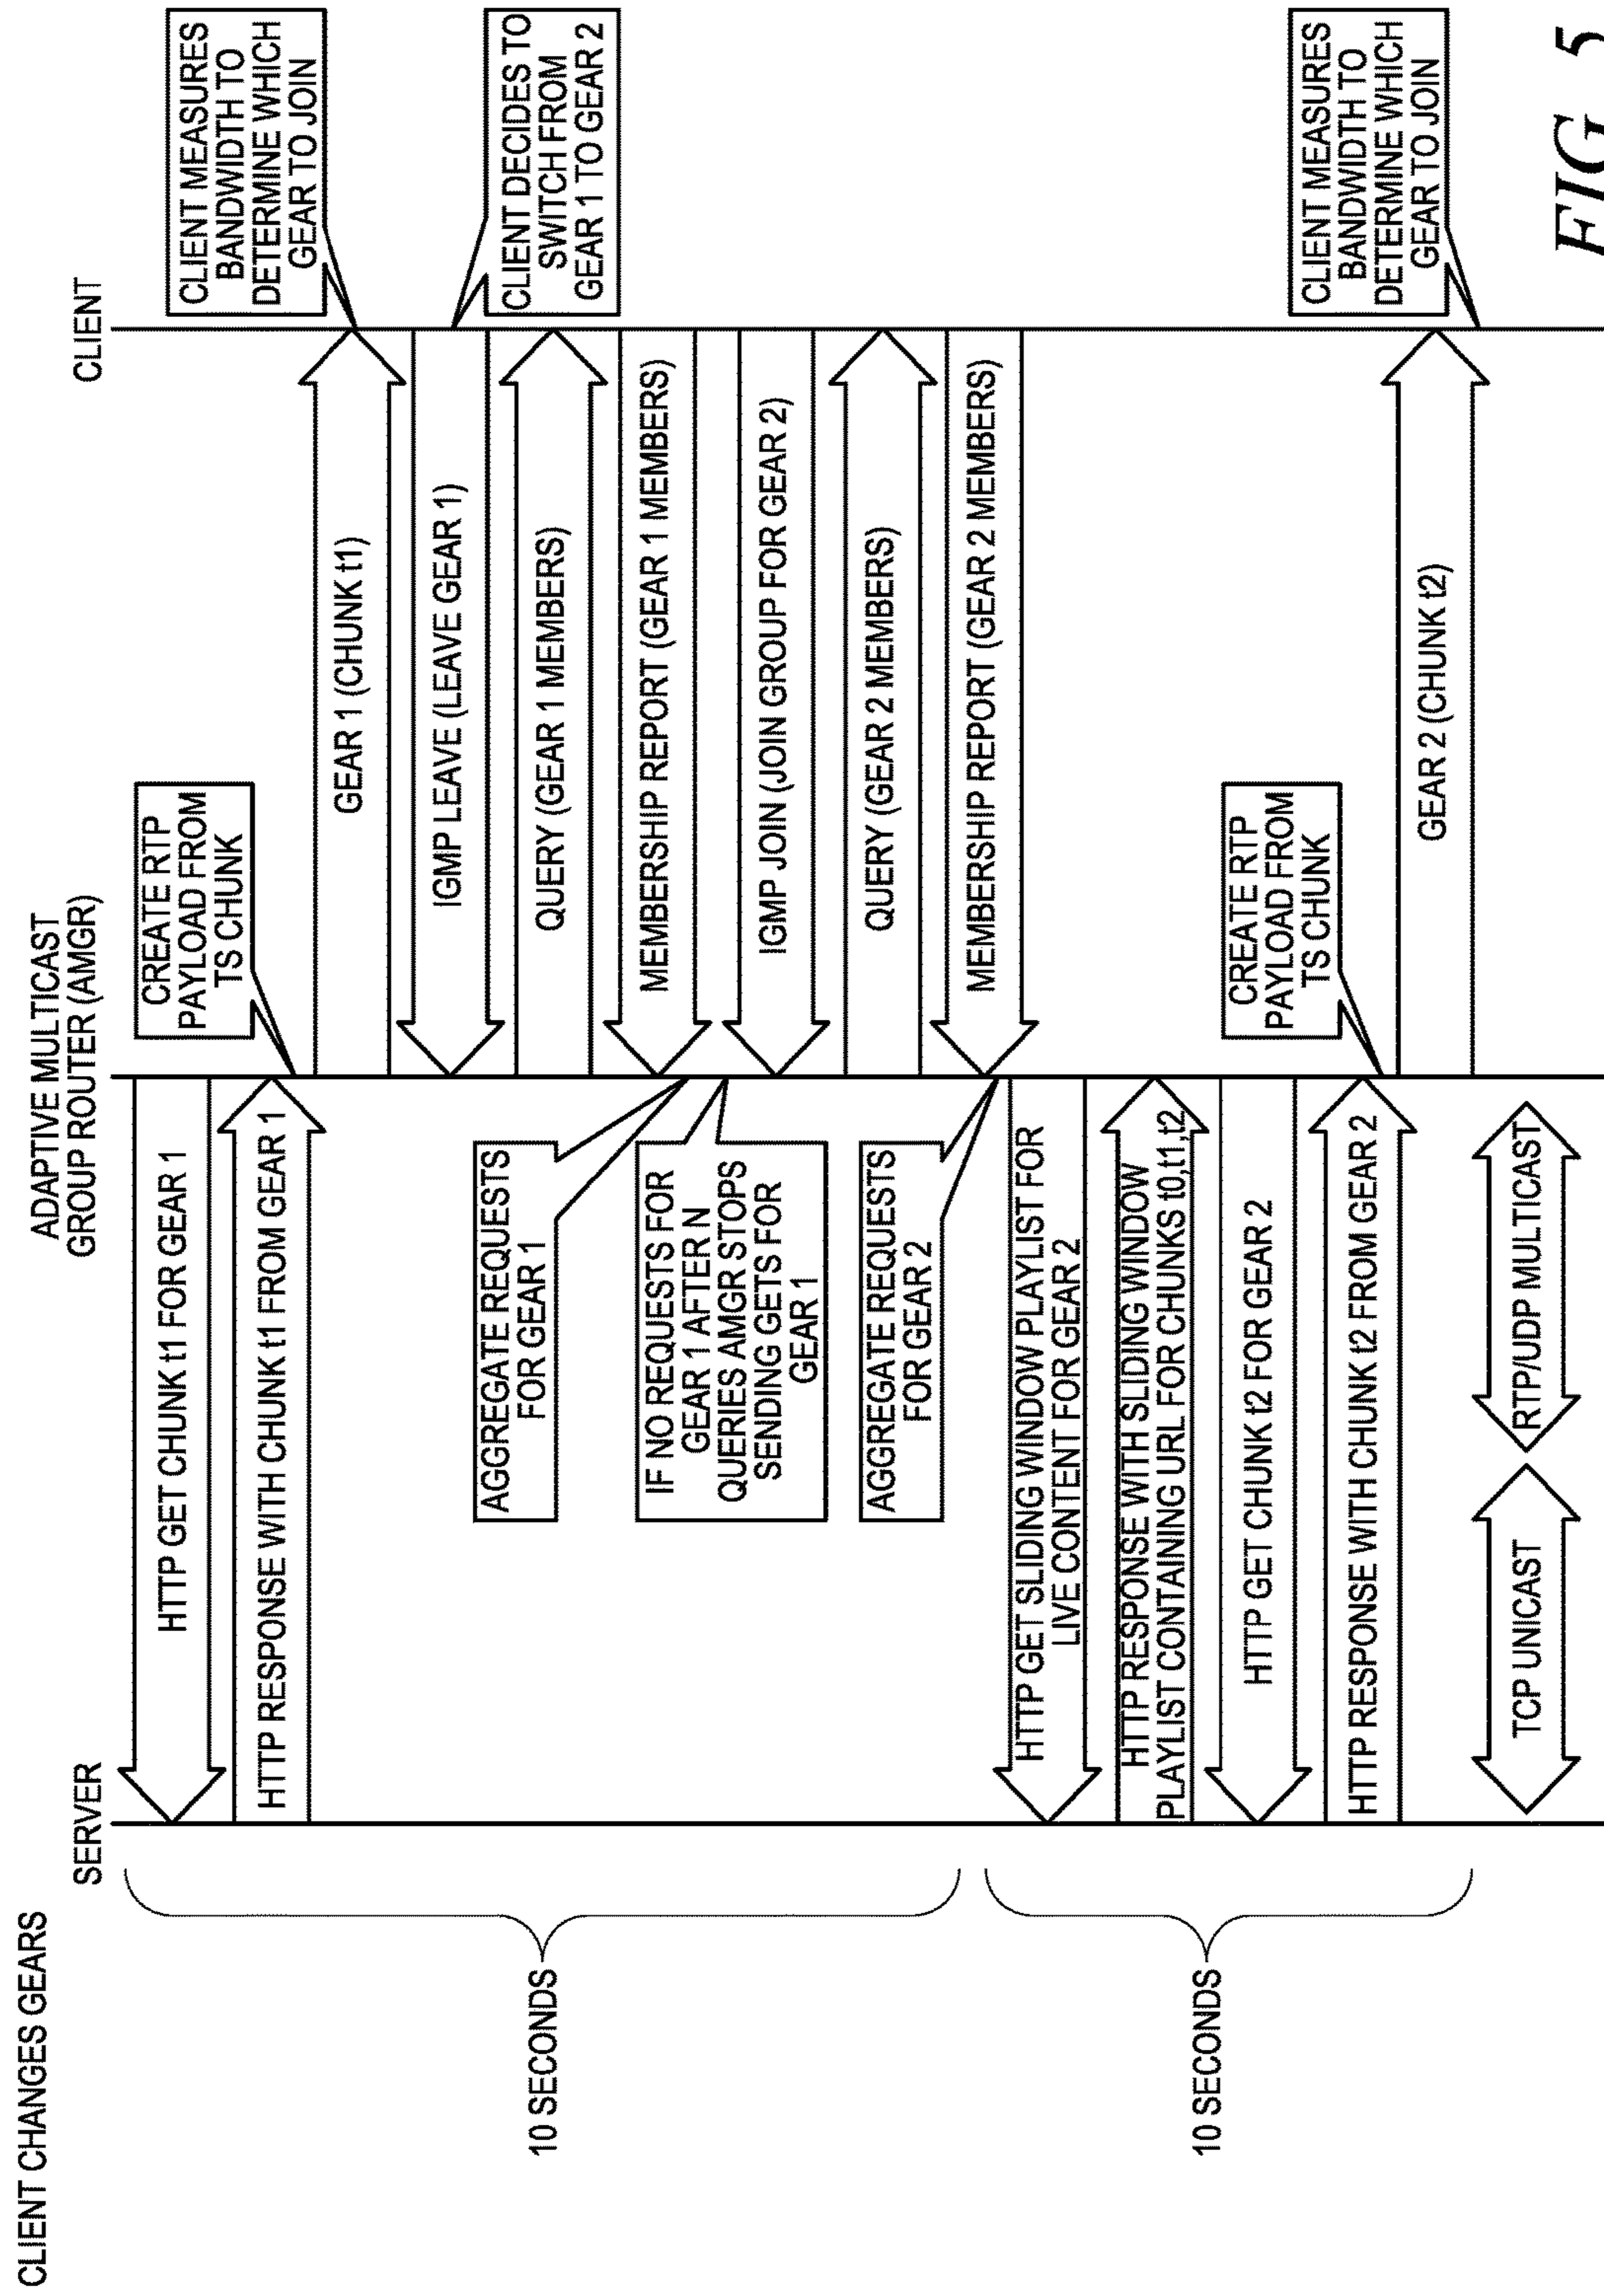 CLIENT CHANGES GEARS
SERVER
ADAPTIVE MULTICAST
GROUP ROUTER (AMGR)
CLIENT
HTTP GET CHUNK t1 FOR GEAR 1
HTTP RESPONSE WITH CHUNK t1 FROM GEAR 1
CREATE RTP
PAYLOAD FROM
TS CHUNK
CLIENT MEASURES
BANDWIDTH TO
DETERMINE WHICH
GEAR TO JOIN
GEAR 1 (CHUNK t1)
IGMP LEAVE (LEAVE GEAR 1)
CLIENT DECIDES TO
SWITCH FROM
GEAR 1 TO GEAR 2
10 SECONDS
QUERY (GEAR 1 MEMBERS)
AGGREGATE REQUESTS
FOR GEAR 1
MEMBERSHIP REPORT (GEAR 1 MEMBERS)
IF NO REQUESTS FOR
GEAR 1 AFTER N
QUERIES AMGR STOPS
SENDING GETS FOR
GEAR 1
IGMP JOIN (JOIN GROUP FOR GEAR 2)
QUERY (GEAR 2 MEMBERS)
AGGREGATE REQUESTS
FOR GEAR 2
MEMBERSHIP REPORT (GEAR 2 MEMBERS)
HTTP GET SLIDING WINDOW PLAYLIST FOR
LIVE CONTENT FOR GEAR 2
HTTP RESPONSE WITH SLIDING WINDOW
PLAYLIST CONTAINING URL FOR CHUNKS t0,t1,t2
10 SECONDS
HTTP GET CHUNK t2 FOR GEAR 2
CREATE RTP
PAYLOAD FROM
TS CHUNK
HTTP RESPONSE WITH CHUNK t2 FROM GEAR 2
CLIENT MEASURES
BANDWIDTH TO
DETERMINE WHICH
GEAR TO JOIN
GEAR 2 (CHUNK t2)
TCP UNICAST
RTP/UDP MULTICAST
FIG. 5